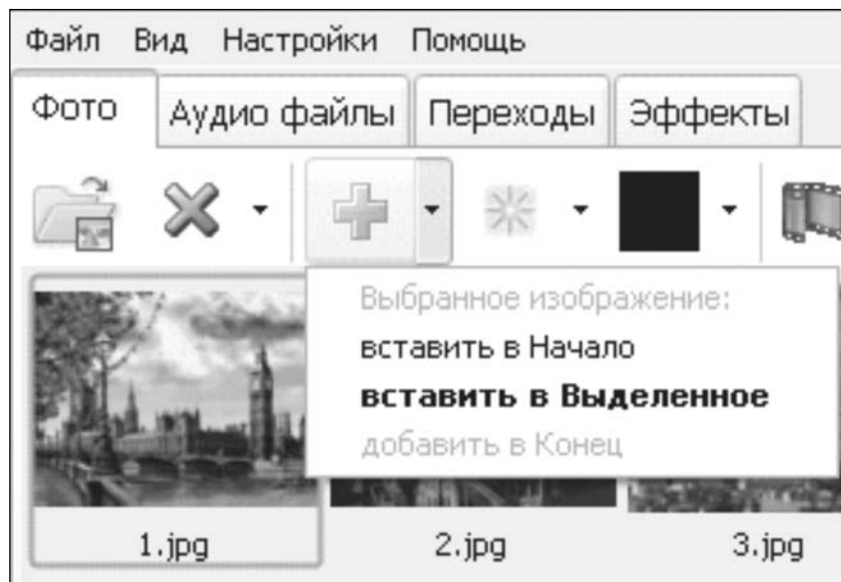 Файл Вид Настройки Помощь
Фото Аудио файлы Переходы Эффекты
Выбранное изображение:
вставить в Начало
вставить в Выделенное
добавить в Конец
1.jpg 2.jpg 3.jpg